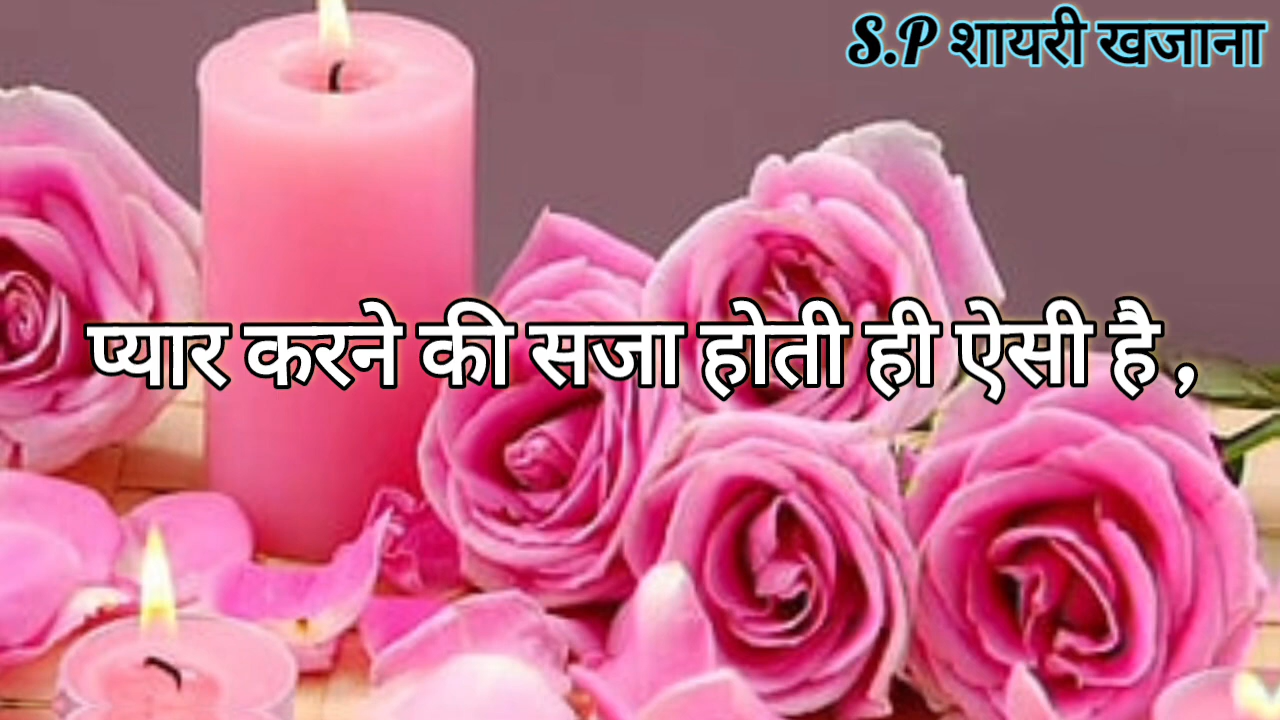 S.P शायरी खजाना
प्यार करने की सजा होती ही ऐसी है ,